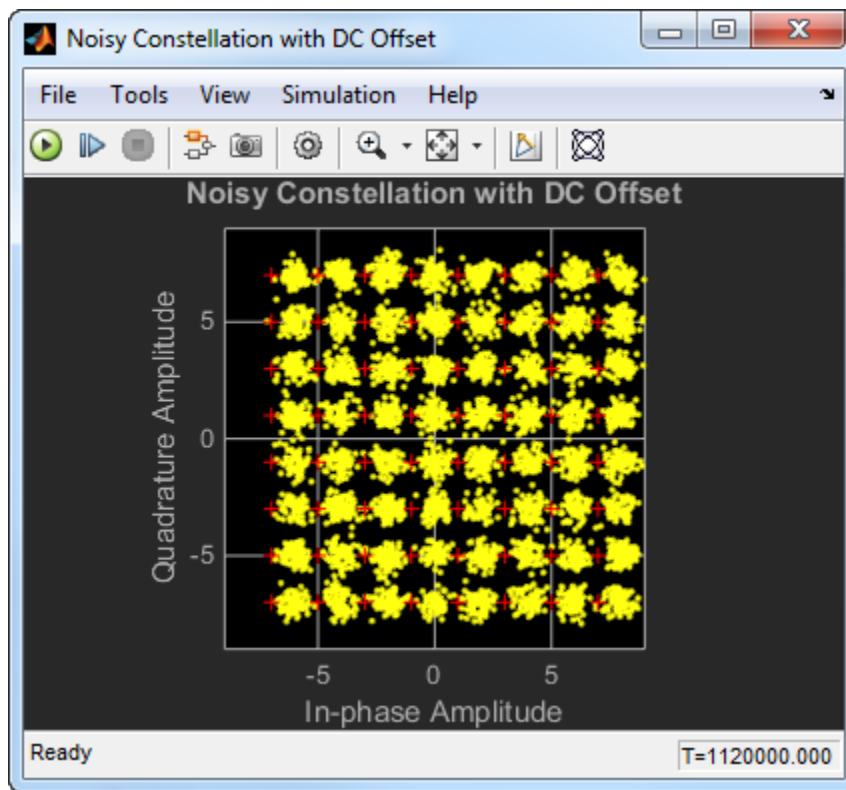 Noisy Constellation with DC Offset
File Tools View Simulation Help
Noisy Constellation with DC Offset
Quadrature Amplitude
5
0
-5
-5 0 5
In-phase Amplitude
Ready T=1120000.000